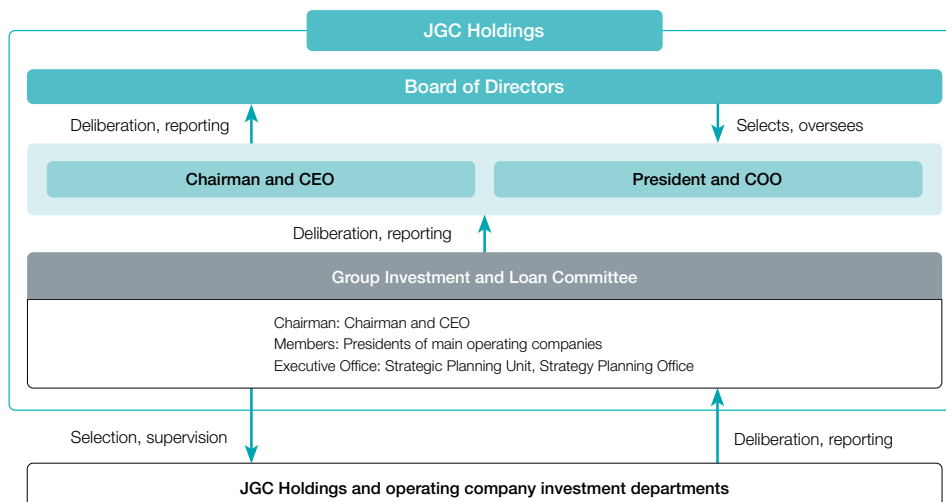 JGC Holdings
Board of Directors
Deliberation, reporting
Selects, oversees
Chairman and CEO
President and COO
Deliberation, reporting
Group Investment and Loan Committee
Chairman: Chairman and CEO
Members: Presidents of main operating companies
Executive Office: Strategic Planning Unit, Strategy Planning Office
Selection, supervision
Deliberation, reporting
JGC Holdings and operating company investment departments